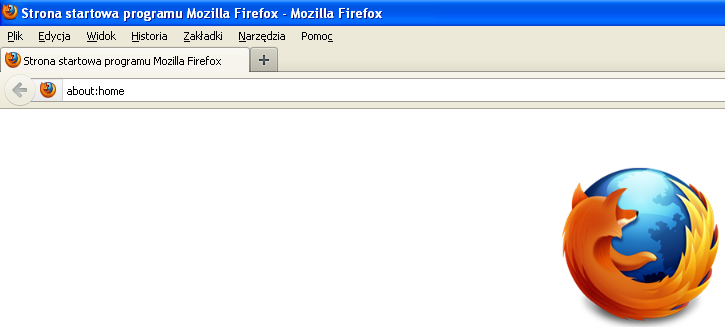 Strona startowa programu Mozilla Firefox - Mozilla Firefox
Plik Edycja Widok Historia Zakładki Narzędzia Pomoc
Strona startowa programu Mozilla Firefox
about:home